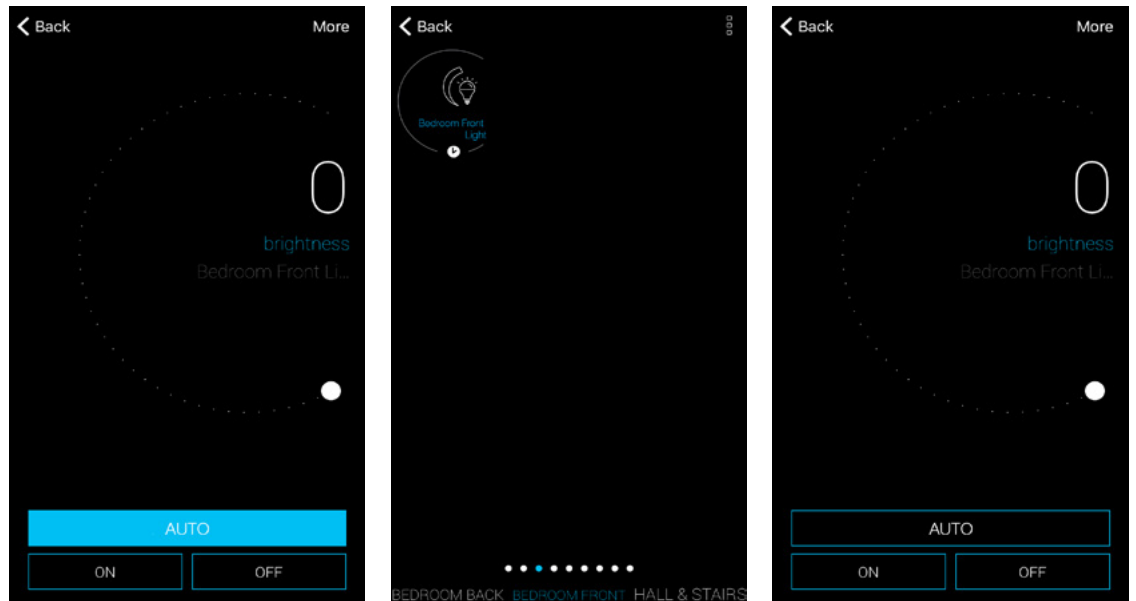 Back More
0
brightness
Bedroom Front Li...
AUTO
ON OFF
Back
Bedroom Front
Light
BEDROOM BACK BEDROOM FRONT HALL & STAIRS
Back More
0
brightness
Bedroom Front Li...
AUTO
ON OFF